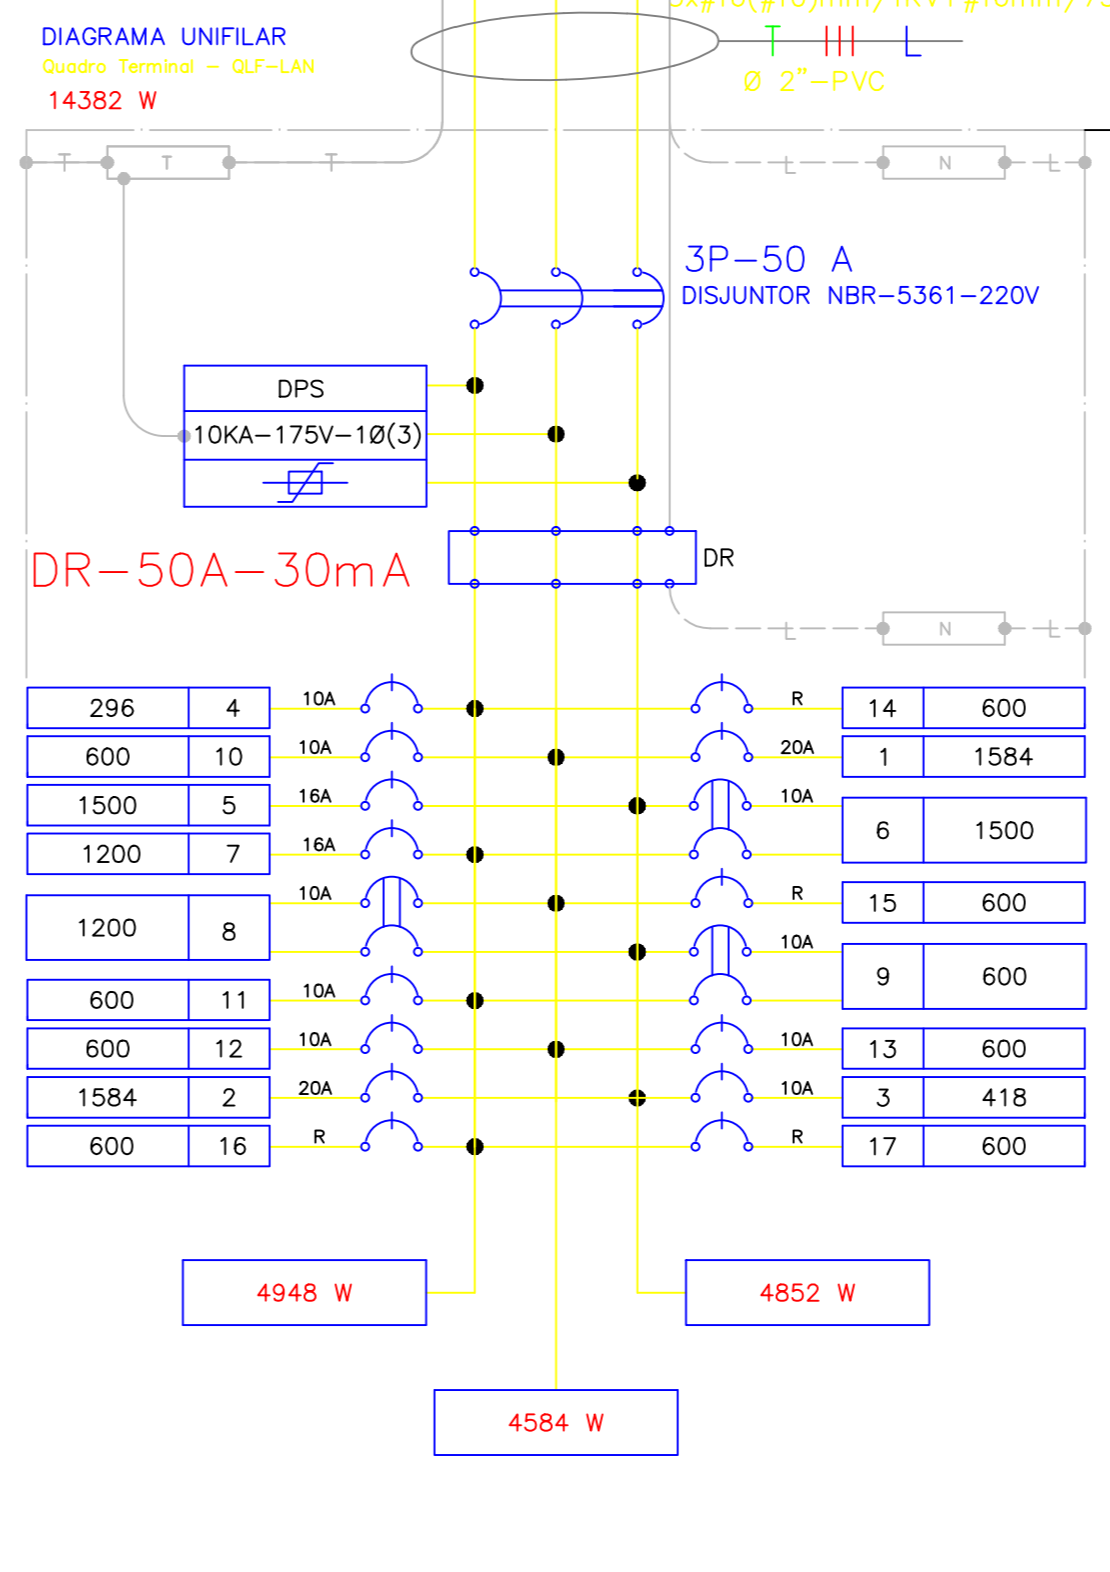 DIAGRAMA UNIFILAR
Quadro Terminal - QLF-LAN
14382 W
T
L
Ø 2"-PVC
T T T
L N L
3P-50 A
DISJUNTOR NBR-5361-220V
DPS
10KA-175V-1Ø(3)
DR-50A-30mA
DR
L N L
296 4 10A R 14 600
600 10 10A 20A 1 1584
1500 5 16A 10A 6 1500
1200 7 16A
1200 8 10A R 15 600
10A 9 600
600 11 10A
600 12 10A 10A 13 600
1584 2 20A 10A 3 418
600 16 R R 17 600
4948 W
4852 W
4584 W